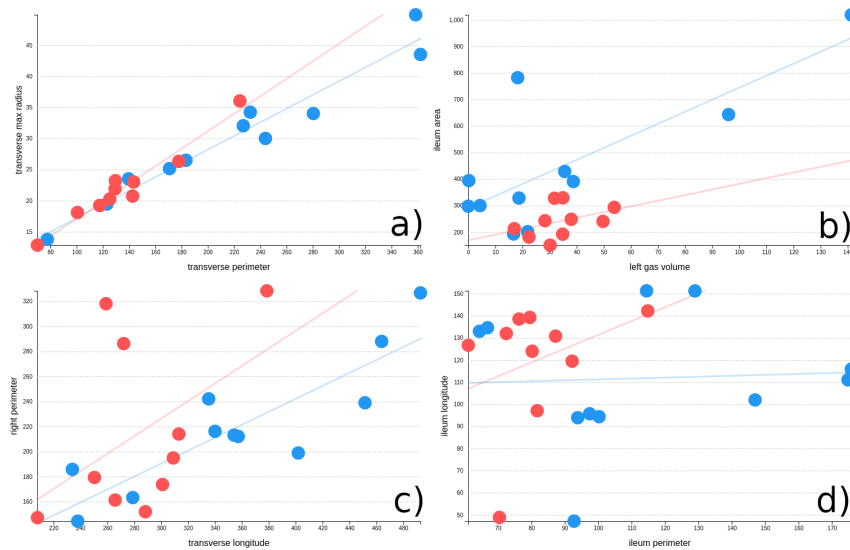 45
40
35
30
25
20
15
80 100 120 140 160 180 200 220 240 260 280 300 320 340 360
transverse max radius
transverse perimeter
a)
1,000
900
800
700
600
500
400
300
200
0 10 20 30 40 50 60 70 80 90 100 110 120 130 140
ileum area
left gas volume
b)
320
300
280
260
240
220
200
180
160
220 240 260 280 300 320 340 360 380 400 420 440 460 480
right perimeter
transverse longitude
c)
150
140
130
120
110
100
90
80
70
60
50
70 80 90 100 110 120 130 140 150 160 170
ileum longitude
ileum perimeter
d)